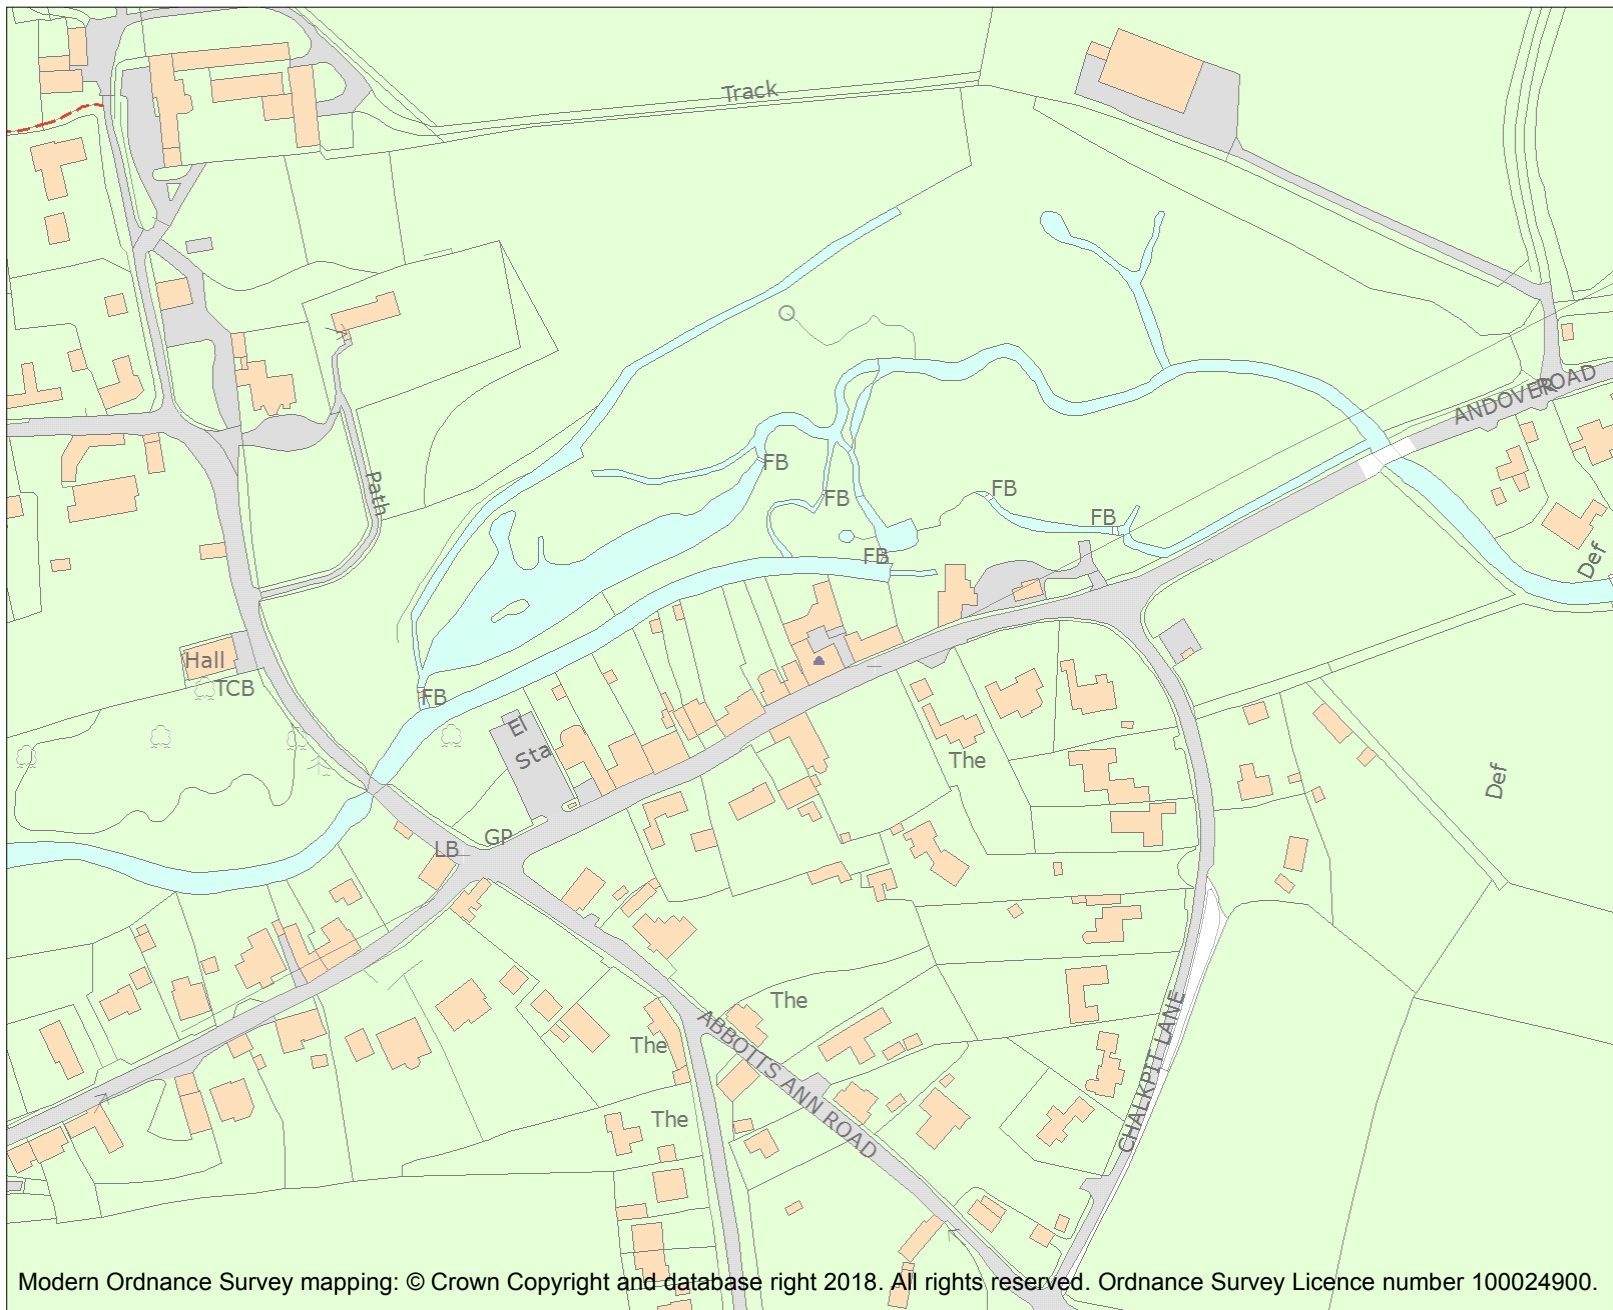 Track
ANDOVER ROAD
FB
FB
FB
Path
FB
FB
Def
Hall
TCB
FB
El
Sta
The
Def
GP
LB
The
ABBOTTS ANN ROAD
CHALKPIT LANE
The
The
Modern Ordnance Survey mapping: © Crown Copyright and database right 2018. All rights reserved. Ordnance Survey Licence number 100024900.